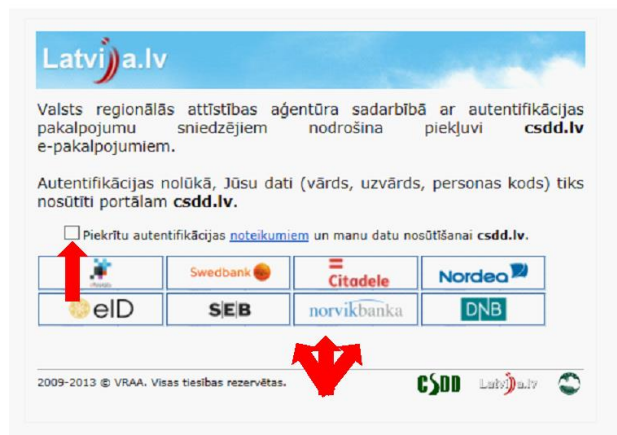 Latvija.lv
Valsts reģionālās attīstības aģentūra sadarbībā ar autentifikācijas
pakalpojumu sniedzējiem nodrošina piekļuvi csdd.lv
e-pakalpojumiem.
Autentifikācijas nolūkā, Jūsu dati (vārds, uzvārds, personas kods) tiks
nosūtīti portālam csdd.lv.
Piekrītu autentifikācijas noteikumiem un manu datu nosūtīšanai csdd.lv.
Swedbank Citadele Nordea
eID SEB norvikbanka DNB
2009-2013 © VRAA. Visas tiesības rezervētas. CSDD Latvija.lv